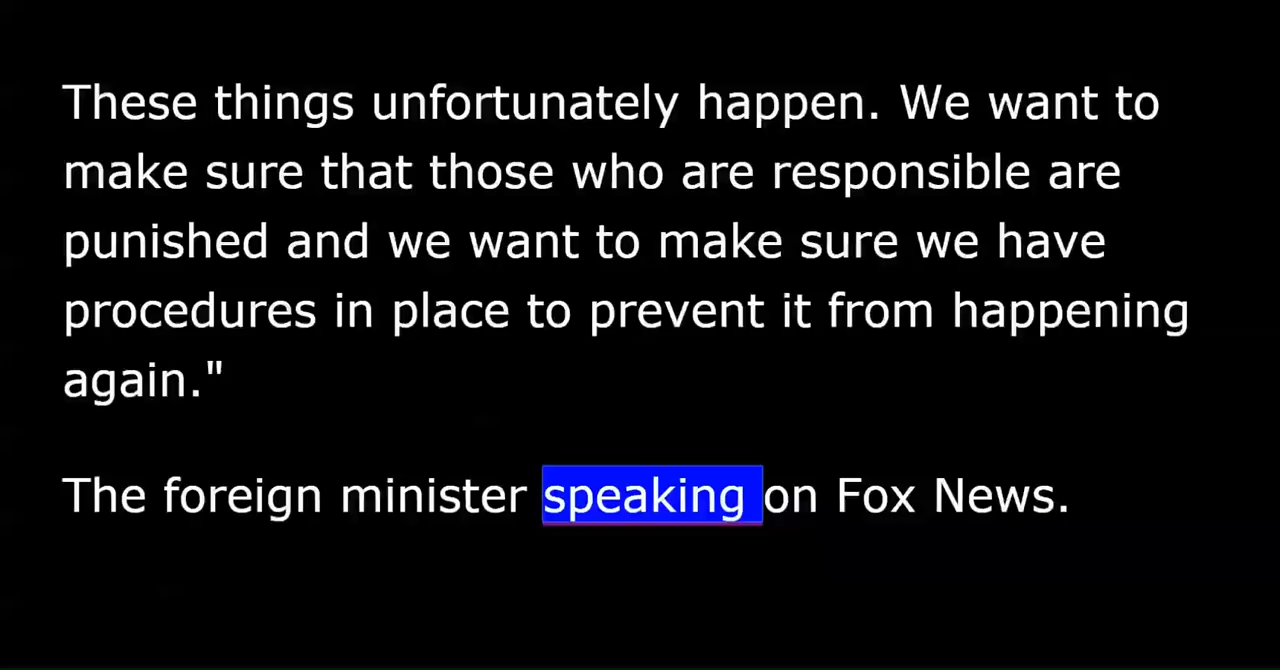 These things unfortunately happen. We want to
make sure that those who are responsible are
punished and we want to make sure we have
procedures in place to prevent it from happening
again."
The foreign minister speaking on Fox News.